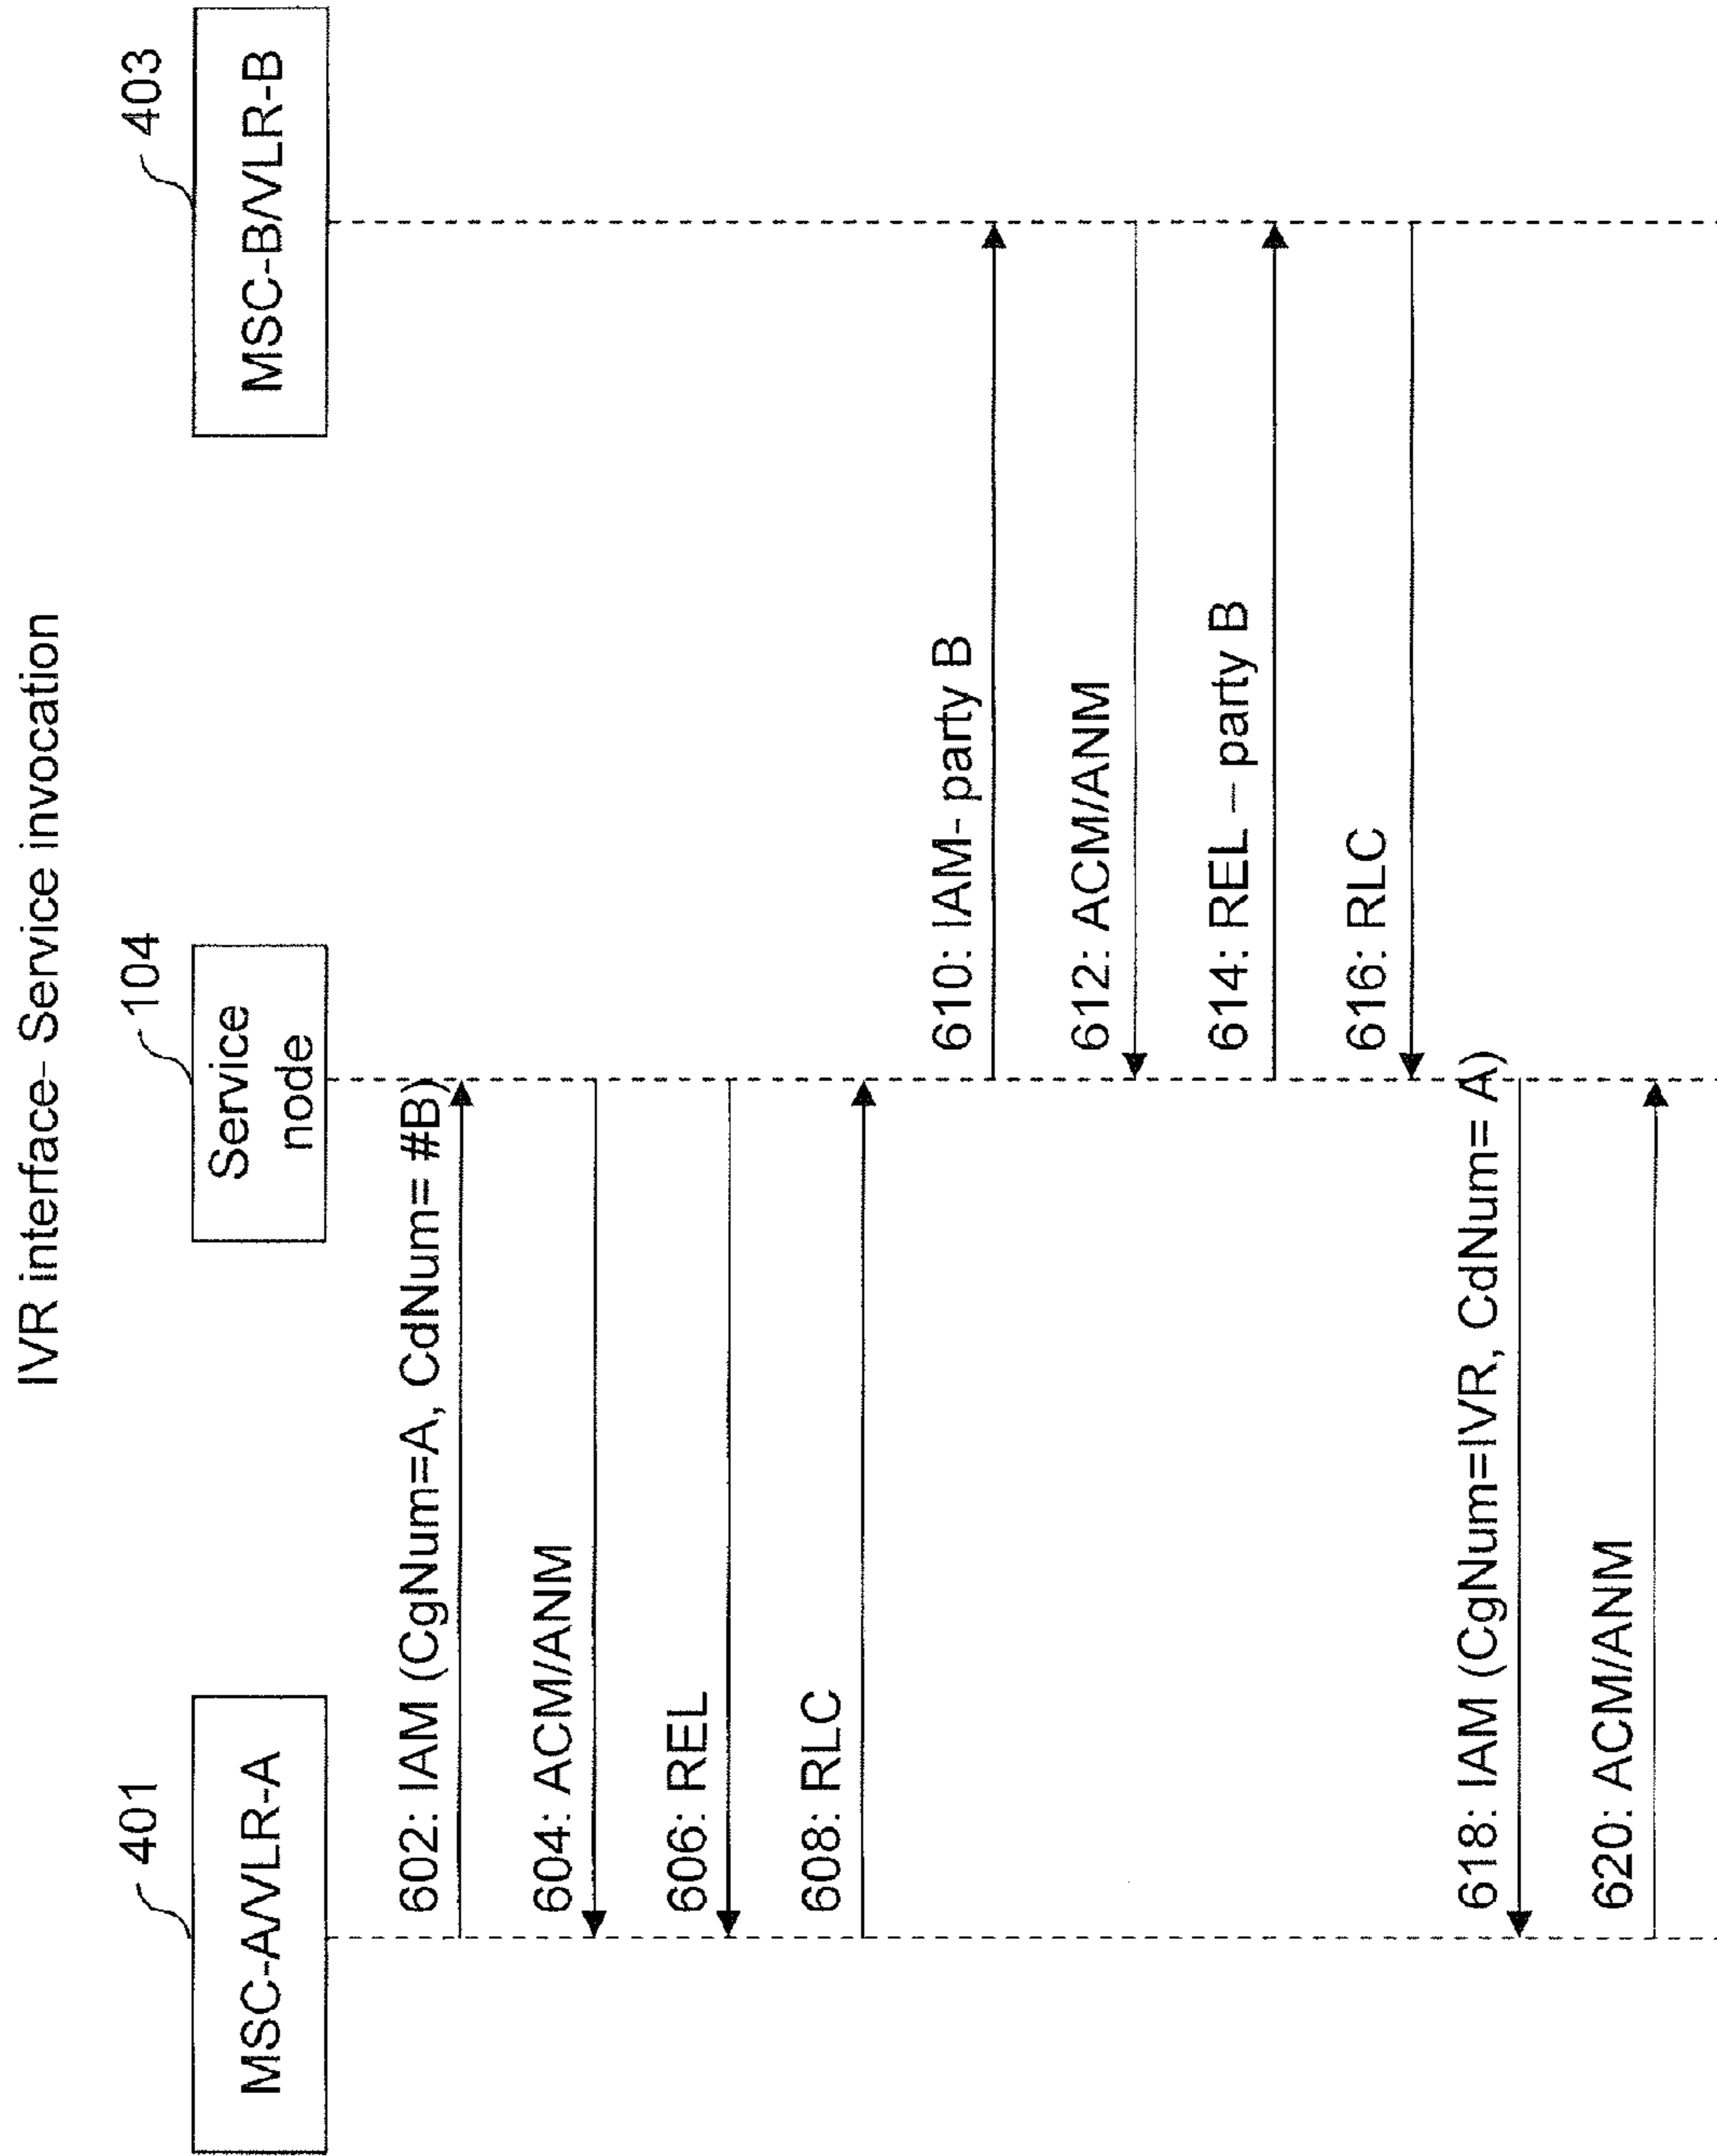 IVR interface- Service invocation
401
104
403
MSC-A/VLR-A
Service
node
MSC-B/VLR-B
602: IAM (CgNum=A, CdNum= #B)
604: ACM/ANM
606: REL
608: RLC
610: IAM- party B
612: ACM/ANM
614: REL – party B
616: RLC
618: IAM (CgNum=IVR, CdNum= A)
620: ACM/ANM